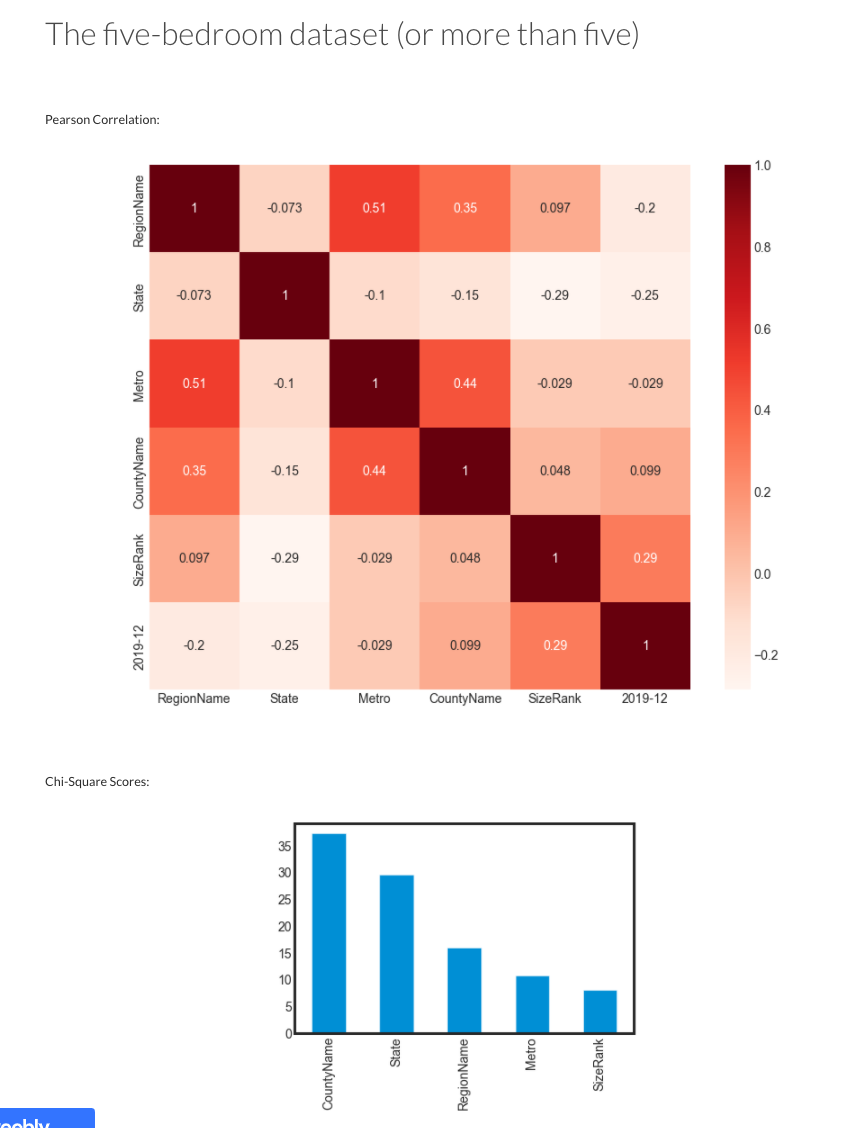 The five-bedroom dataset (or more than five)
Pearson Correlation:
RegionName 1 -0.073 0.51 0.35 0.097 -0.2
State -0.073 1 -0.1 -0.15 -0.29 -0.25
Metro 0.51 -0.1 1 0.44 -0.029 -0.029
CountyName 0.35 -0.15 0.44 1 0.048 0.099
SizeRank 0.097 -0.29 -0.029 0.048 1 0.29
2019-12 -0.2 -0.25 -0.029 0.099 0.29 1
RegionName State Metro CountyName SizeRank 2019-12
1.0
0.8
0.6
0.4
0.2
0.0
−0.2
Chi-Square Scores:
35
30
25
20
15
10
5
0
CountyName State RegionName Metro SizeRank